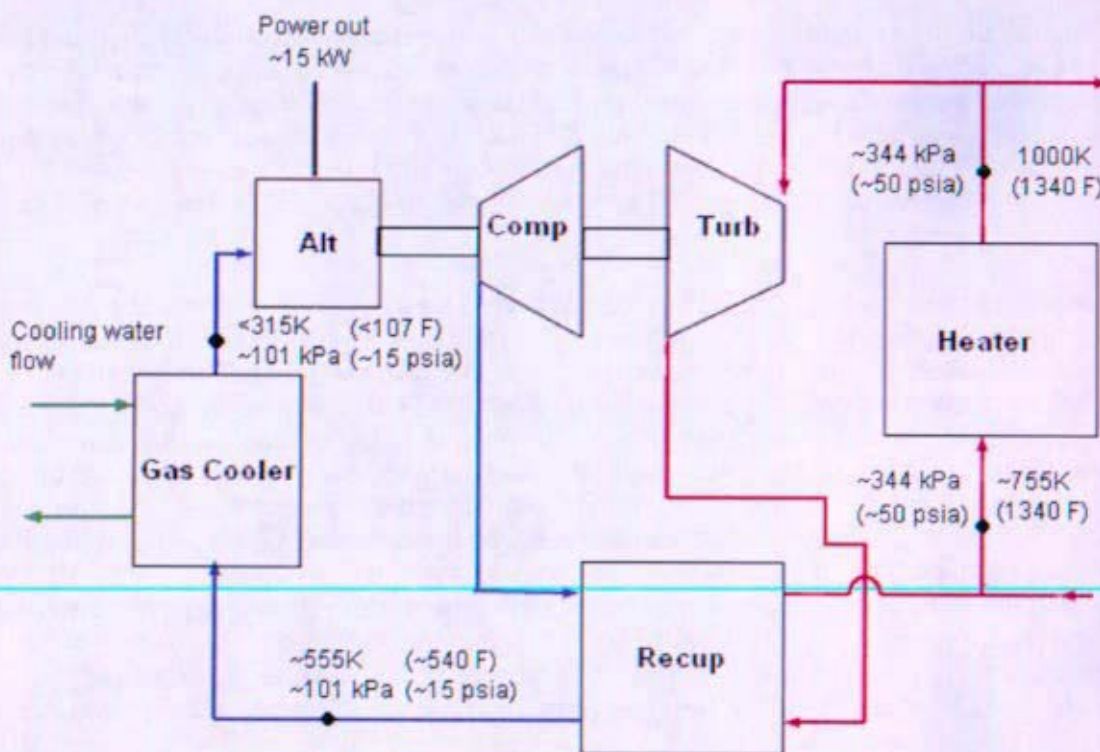 Power out
~15 kW
Alt
Comp
Turb
~344 kPa 1000K
(~50 psia) (1340 F)
Heater
<315K (<107 F)
~101 kPa (~15 psia)
Cooling water
flow
Gas Cooler
~344 kPa ~755K
(~50 psia) (1340 F)
~555K (~540 F)
~101 kPa (~15 psia)
Recup